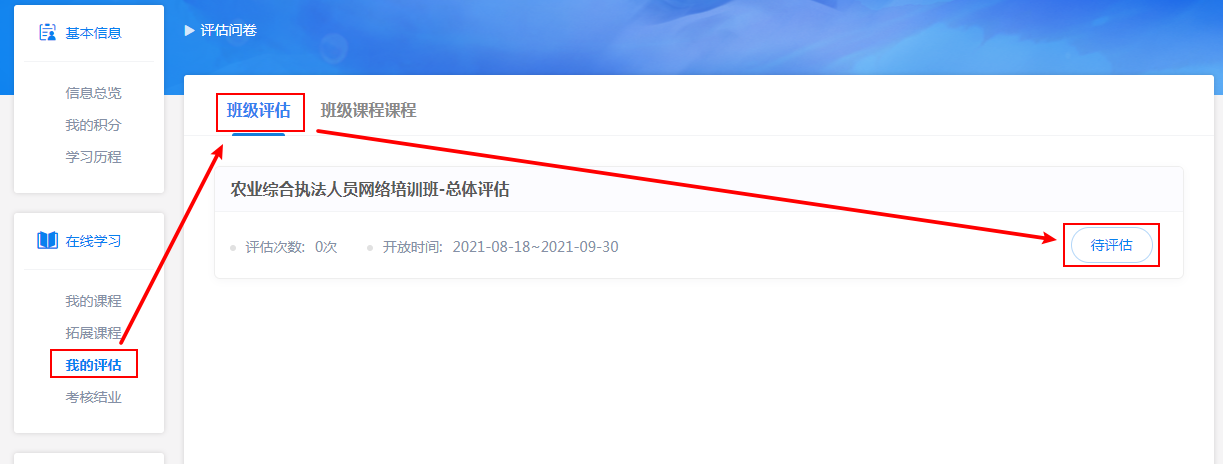 基本信息
信息总览
我的积分
学习历程
在线学习
我的课程
拓展课程
我的评估
考核结业
评估问卷
班级评估 班级课程课程
农业综合执法人员网络培训班-总体评估
评估次数: 0次 开放时间: 2021-08-18~2021-09-30
待评估